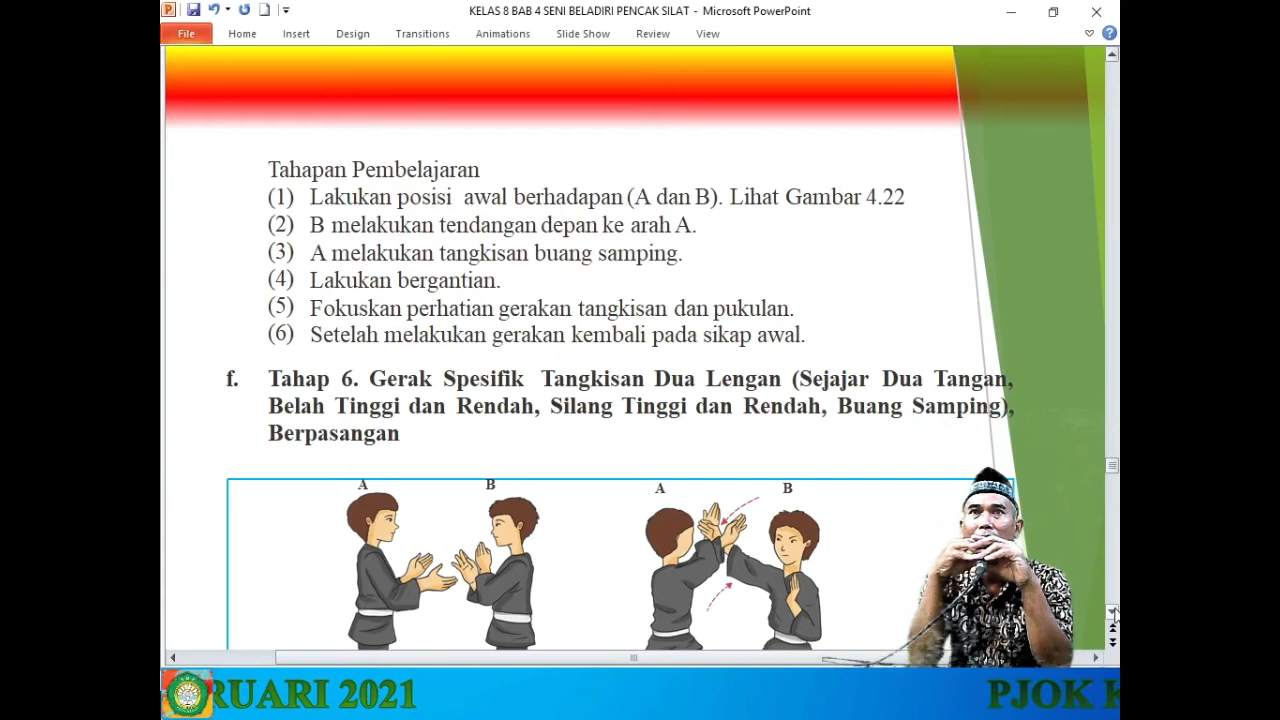 KELAS 8 BAB 4 SENI BELADIRI PENCAK SILAT - Microsoft PowerPoint
File Home Insert Design Transitions Animations Slide Show Review View
Tahapan Pembelajaran
(1) Lakukan posisi awal berhadapan (A dan B). Lihat Gambar 4.22
(2) B melakukan tendangan depan ke arah A.
(3) A melakukan tangkisan buang samping.
(4) Lakukan bergantian.
(5) Fokuskan perhatian gerakan tangkisan dan pukulan.
(6) Setelah melakukan gerakan kembali pada sikap awal.
f. Tahap 6. Gerak Spesifik Tangkisan Dua Lengan (Sejajar Dua Tangan,
Belah Tinggi dan Rendah, Silang Tinggi dan Rendah, Buang Samping),
Berpasangan
A B A B
RUARI 2021 PJOK K